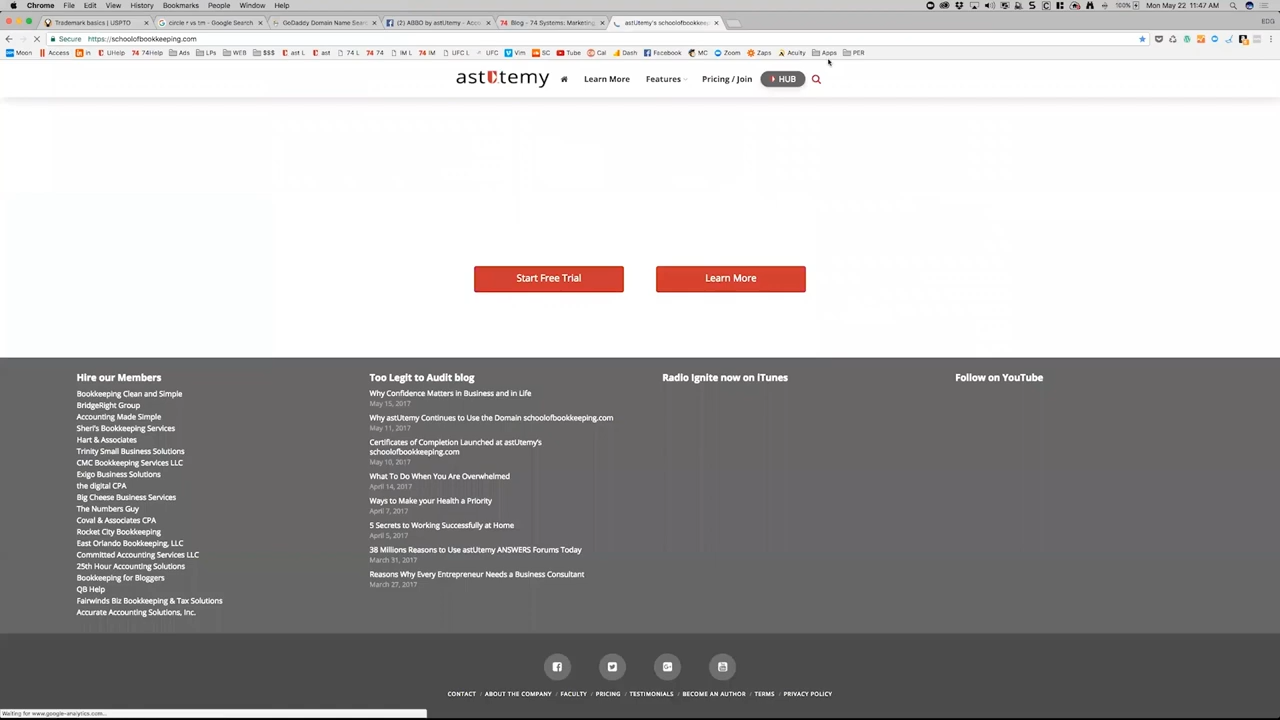 Chrome File Edit View History Bookmarks People Window Help
100% Mon May 22 11:47 AM
Trademark basics | USPTO
circle r vs tm - Google Search
GoDaddy Domain Name Sear
(2) ABBO by astUtemy - Acco
74 Blog - 74 Systems: Marketing
astUtemy's schoolofbookkeep
EDG
Secure https://schoolofbookkeeping.com
Moon Access in UHelp 74Help Ads LPs WEB $$$ ast L ast 74 L 74 IM L IM UFC L UFC Vim SC Tube Cal Dash Facebook MC Zoom Zaps Acuity Apps PER
astUtemy
Learn More
Features
Pricing / Join
HUB
Start Free Trial
Learn More
Hire our Members
Bookkeeping Clean and Simple
BridgeRight Group
Accounting Made Simple
Sheri's Bookkeeping Services
Hart & Associates
Trinity Small Business Solutions
CMC Bookkeeping Services LLC
Exigo Business Solutions
the digital CPA
Big Cheese Business Services
The Numbers Guy
Coval & Associates CPA
Rocket City Bookkeeping
East Orlando Bookkeeping, LLC
Committed Accounting Services LLC
25th Hour Accounting Solutions
Bookkeeping for Bloggers
QB Help
Fairwinds Biz Bookkeeping & Tax Solutions
Accurate Accounting Solutions, Inc.
Too Legit to Audit blog
Why Confidence Matters in Business and in Life
May 15, 2017
Why astUtemy Continues to Use the Domain schoolofbookkeeping.com
May 11, 2017
Certificates of Completion Launched at astUtemy's
schoolofbookkeeping.com
May 10, 2017
What To Do When You Are Overwhelmed
April 14, 2017
Ways to Make your Health a Priority
April 7, 2017
5 Secrets to Working Successfully at Home
April 5, 2017
38 Millions Reasons to Use astUtemy ANSWERS Forums Today
March 31, 2017
Reasons Why Every Entrepreneur Needs a Business Consultant
March 27, 2017
Radio Ignite now on iTunes
Follow on YouTube
CONTACT / ABOUT THE COMPANY / FACULTY / PRICING / TESTIMONIALS / BECOME AN AUTHOR / TERMS / PRIVACY POLICY
Waiting for www.google-analytics.com...